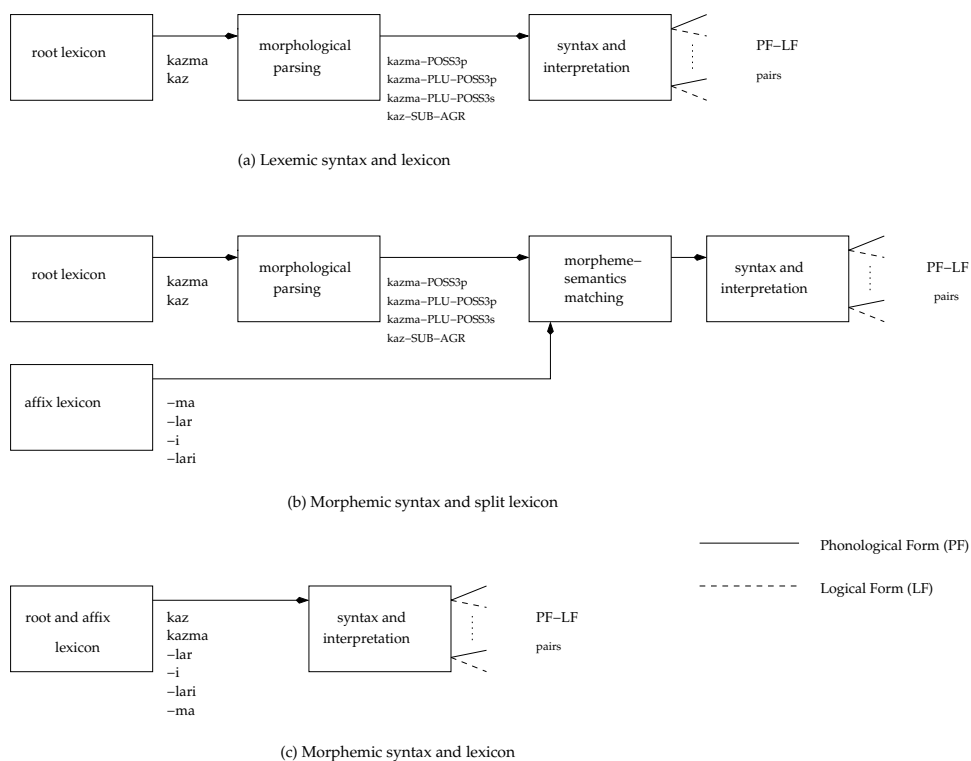 root lexicon
kazma
kaz
morphological
parsing
kazma–POSS3p
kazma–PLU–POSS3p
kazma–PLU–POSS3s
kaz–SUB–AGR
syntax and
interpretation
PF–LF
pairs
(a) Lexemic syntax and lexicon
root lexicon
kazma
kaz
morphological
parsing
kazma–POSS3p
kazma–PLU–POSS3p
kazma–PLU–POSS3s
kaz–SUB–AGR
morpheme–
semantics
matching
syntax and
interpretation
PF–LF
pairs
affix lexicon
–ma
–lar
–i
–lari
(b) Morphemic syntax and split lexicon
Phonological Form (PF)
Logical Form (LF)
root and affix
lexicon
kaz
kazma
–lar
–i
–lari
–ma
syntax and
interpretation
PF–LF
pairs
(c) Morphemic syntax and lexicon